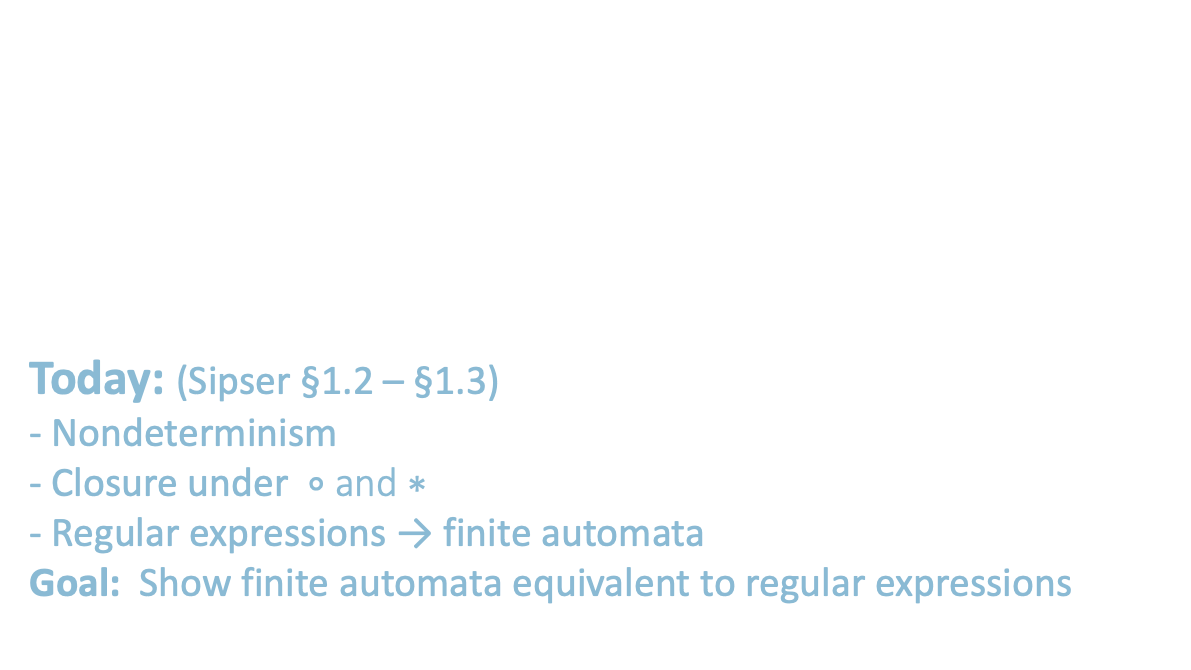 Today: (Sipser §1.2 – §1.3)
- Nondeterminism
- Closure under ∘ and ∗
- Regular expressions → finite automata
Goal: Show finite automata equivalent to regular expressions